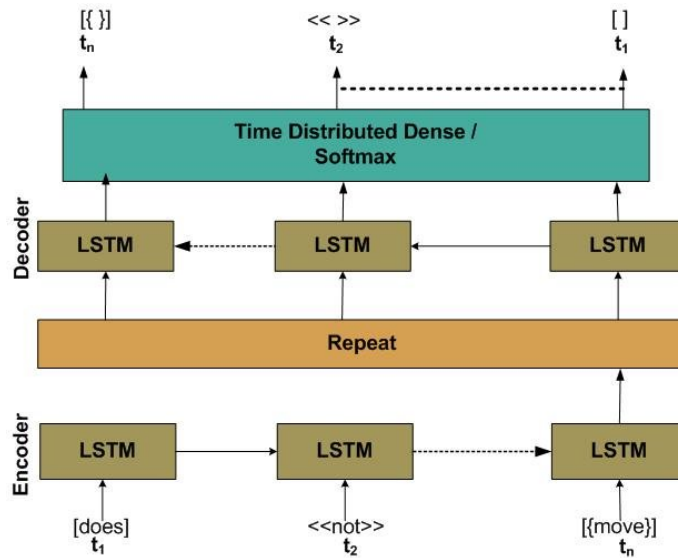 [{ }] << >> [ ]
tn t2 t1
Time Distributed Dense /
Softmax
Decoder
LSTM LSTM LSTM
Repeat
Encoder
LSTM LSTM LSTM
[does] <<not>> [{move}]
t1 t2 tn